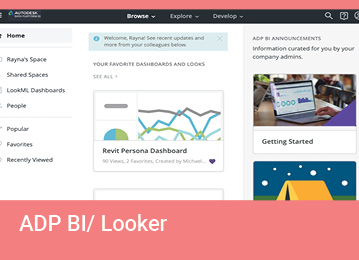 AUTODESK
Browse
Explore
Develop
Home
Rayna's Space
Shared Spaces
LookML Dashboards
People
Popular
Favorites
Recently Viewed
Welcome, Rayna! See recent updates and
more from your colleagues below.
YOUR FAVORITE DASHBOARDS AND LOOKS
SEE ALL
Revit Persona Dashboard
90 Views, 2 Favorites, Created by Michael...
ADP BI ANNOUNCEMENTS
Information curated for you by your
company admins.
Getting Started
ADP BI/ Looker